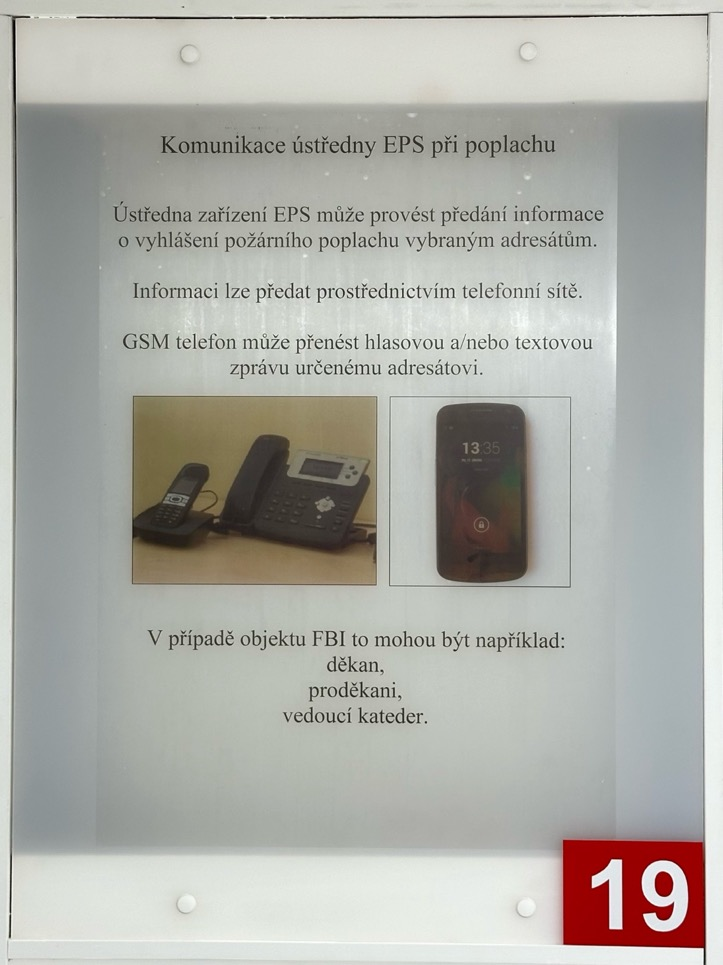 Komunikace ústředny EPS při poplachu
Ústředna zařízení EPS může provést předání informace
o vyhlášení požárního poplachu vybraným adresátům.
Informaci lze předat prostřednictvím telefonní sítě.
GSM telefon může přenést hlasovou a/nebo textovou
zprávu určenému adresátovi.
13:35
V případě objektu FBI to mohou být například:
děkan,
proděkani,
vedoucí kateder.
19